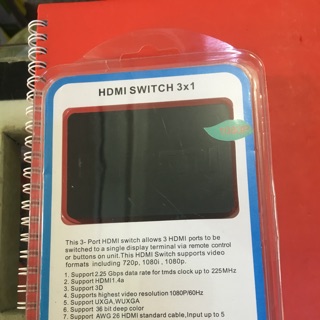 HDMI SWITCH 3x1
This 3- Port HDMI switch allows 3 HDMI ports to be
switched to a single display terminal via remote control
or buttons on unit.This HDMI Switch supports video
formats including 720p, 1080i , 1080p.
1. Support 2.25 Gbps data rate for tmds clock up to 225MHz
2. Support HDMI1.4a
3. Support 3D
4. Supports highest video resolution 1080P/60Hz
5. Support UXGA,WUXGA
6. Support 36 bit deep color
7. Support AWG 26 HDMI standard cable,Input up to 5